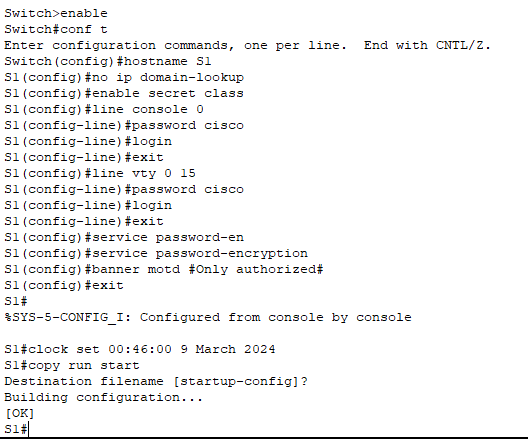 Switch>enable
Switch#conf t
Enter configuration commands, one per line.  End with CNTL/Z.
Switch(config)#hostname S1
S1(config)#no ip domain-lookup
S1(config)#enable secret class
S1(config)#line console 0
S1(config-line)#password cisco
S1(config-line)#login
S1(config-line)#exit
S1(config)#line vty 0 15
S1(config-line)#password cisco
S1(config-line)#login
S1(config-line)#exit
S1(config)#service password-en
S1(config)#service password-encryption
S1(config)#banner motd #Only authorized#
S1(config)#exit
S1#
%SYS-5-CONFIG_I: Configured from console by console

S1#clock set 00:46:00 9 March 2024
S1#copy run start
Destination filename [startup-config]?
Building configuration...
[OK]
S1#